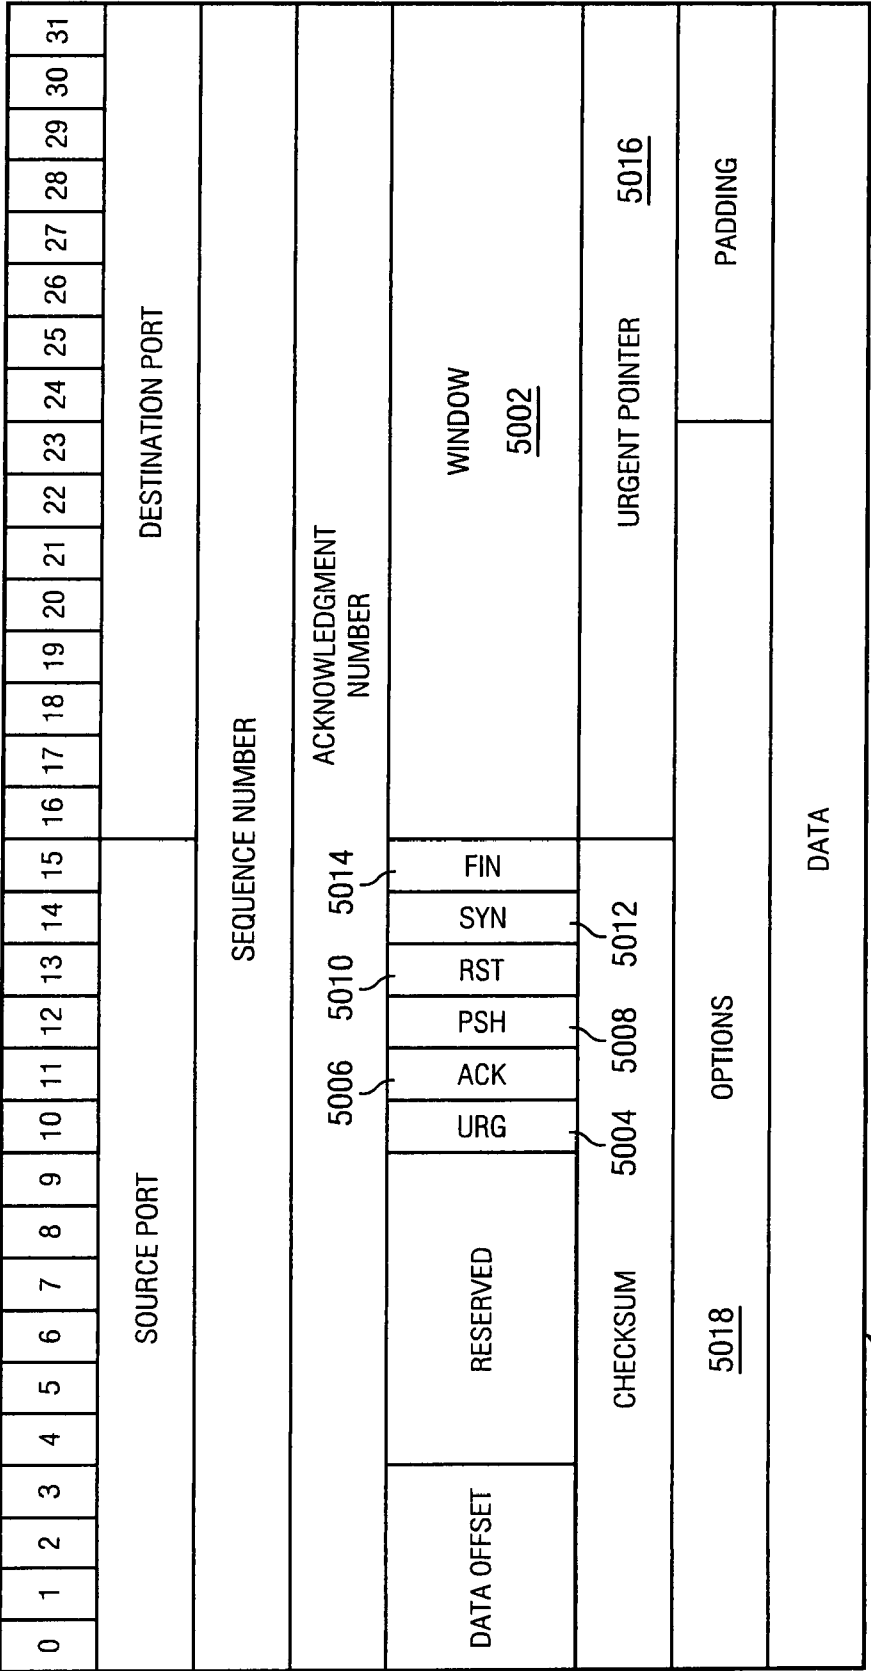 0 1 2 3 4 5 6 7 8 9 10 11 12 13 14 15 16 17 18 19 20 21 22 23 24 25 26 27 28 29 30 31
SOURCE PORT DESTINATION PORT
SEQUENCE NUMBER
ACKNOWLEDGMENT
NUMBER
5006 5010 5014
DATA OFFSET RESERVED URG ACK PSH RST SYN FIN WINDOW
5002
5004 5008 5012
CHECKSUM URGENT POINTER 5016
5018 OPTIONS PADDING
DATA